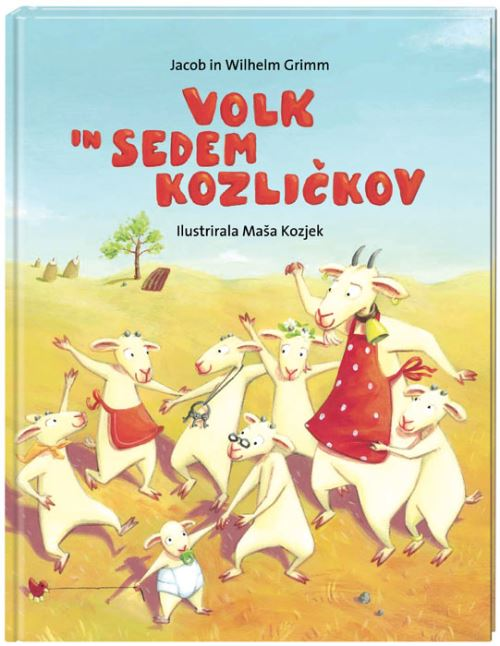 Jacob in Wilhelm Grimm
VOLK
IN SEDEM
KOZLIČKOV
Ilustrirala Maša Kozjek